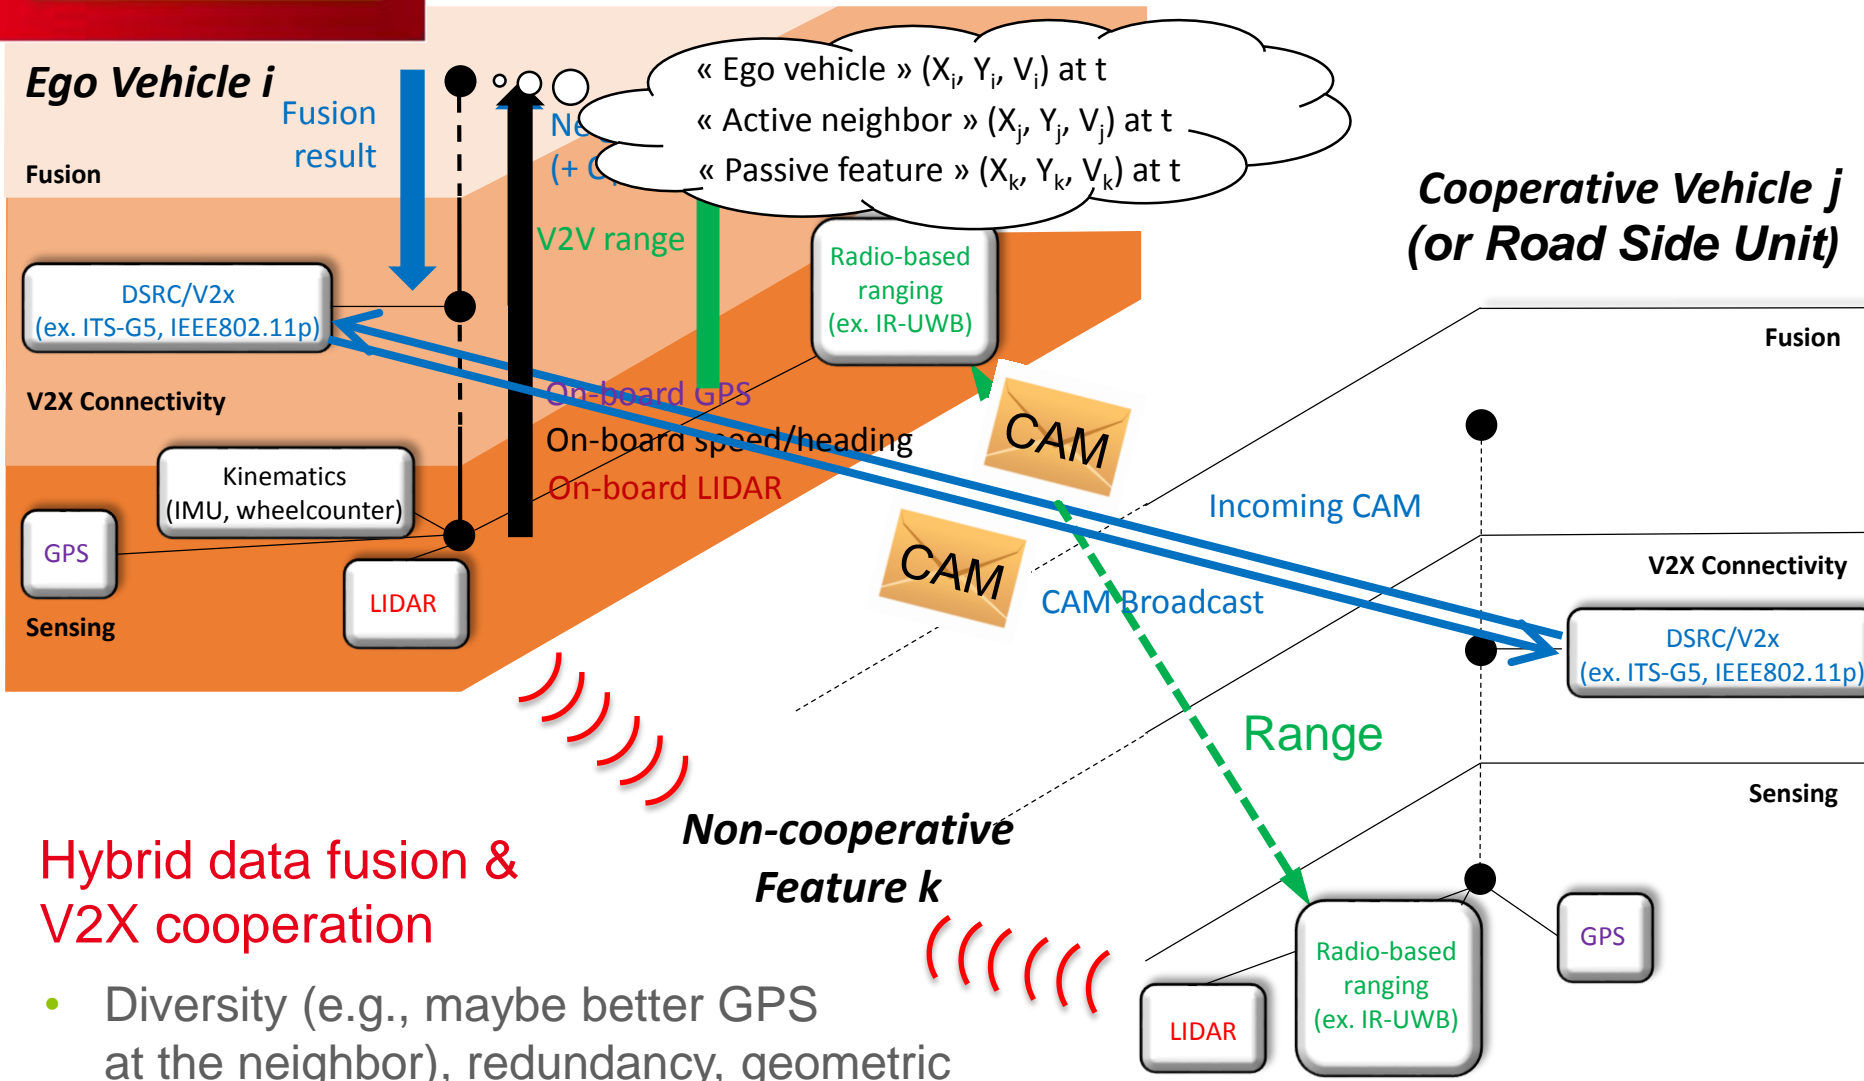 Ego Vehicle i
Fusion
result
Fusion
« Ego vehicle » (Xi, Yi, Vi) at t
« Active neighbor » (Xj, Yj, Vj) at t
« Passive feature » (Xk, Yk, Vk) at t
V2V range
Cooperative Vehicle j
(or Road Side Unit)
DSRC/V2x
(ex. ITS-G5, IEEE802.11p)
Radio-based
ranging
(ex. IR-UWB)
Fusion
V2X Connectivity
On-board GPS
On-board speed/heading
On-board LIDAR
CAM
Kinematics
(IMU, wheelcounter)
Incoming CAM
GPS
LIDAR
CAM
CAM Broadcast
V2X Connectivity
Sensing
DSRC/V2x
(ex. ITS-G5, IEEE802.11p)
Range
Sensing
Non-cooperative
Feature k
Hybrid data fusion &
V2X cooperation
GPS
Radio-based
ranging
(ex. IR-UWB)
LIDAR
• Diversity (e.g., maybe better GPS
at the neighbor), redundancy, geometric